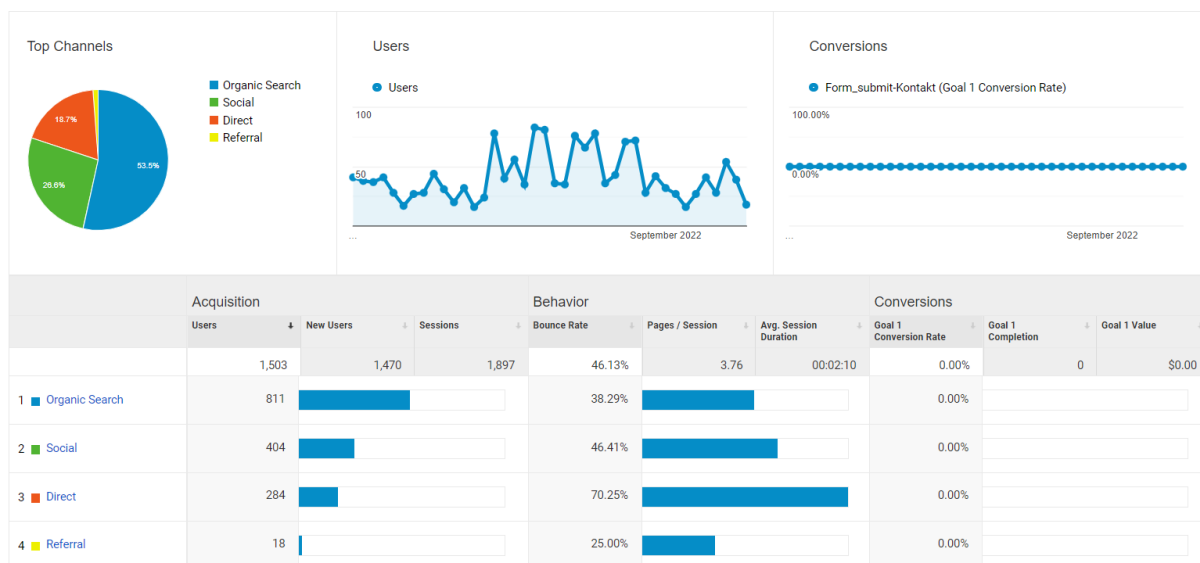 Top Channels
Organic Search
Social
Direct
Referral
53.5%
26.6%
18.7%
Users
Users
100
50
...
September 2022
Conversions
Form_submit-Kontakt (Goal 1 Conversion Rate)
100.00%
0.00%
...
September 2022
Acquisition Behavior Conversions
Users New Users Sessions Bounce Rate Pages / Session Avg. Session Duration Goal 1 Conversion Rate Goal 1 Completion Goal 1 Value
1,503 1,470 1,897 46.13% 3.76 00:02:10 0.00% 0 $0.00
1 Organic Search 811 38.29% 0.00%
2 Social 404 46.41% 0.00%
3 Direct 284 70.25% 0.00%
4 Referral 18 25.00% 0.00%